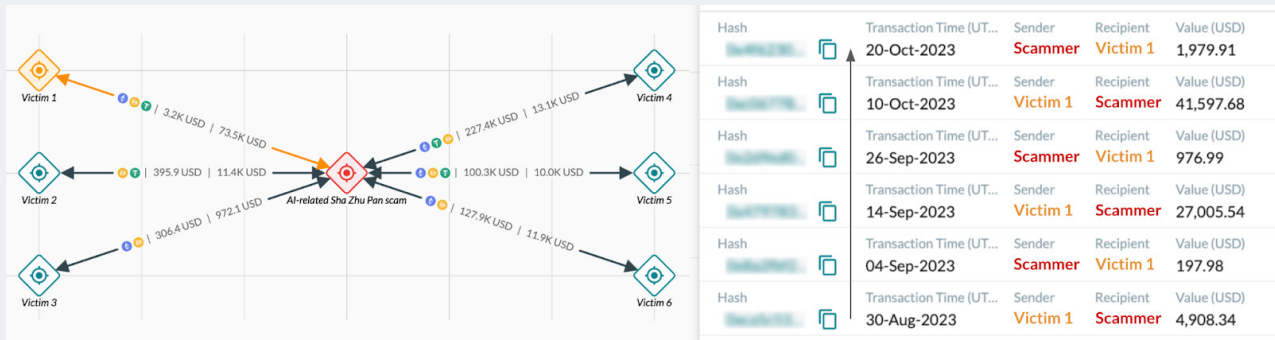 Victim 1
3.2K USD | 73.5K USD
Victim 2
395.9 USD | 11.4K USD
Victim 3
306.4 USD | 972.1 USD
AI-related Sha Zhu Pan scam
Victim 4
227.4K USD | 13.1K USD
Victim 5
100.3K USD | 10.0K USD
Victim 6
127.9K USD | 11.9K USD
Hash Transaction Time (UT... Sender Recipient Value (USD)
20-Oct-2023 Scammer Victim 1 1,979.91
Hash Transaction Time (UT... Sender Recipient Value (USD)
10-Oct-2023 Victim 1 Scammer 41,597.68
Hash Transaction Time (UT... Sender Recipient Value (USD)
26-Sep-2023 Scammer Victim 1 976.99
Hash Transaction Time (UT... Sender Recipient Value (USD)
14-Sep-2023 Victim 1 Scammer 27,005.54
Hash Transaction Time (UT... Sender Recipient Value (USD)
04-Sep-2023 Scammer Victim 1 197.98
Hash Transaction Time (UT... Sender Recipient Value (USD)
30-Aug-2023 Victim 1 Scammer 4,908.34